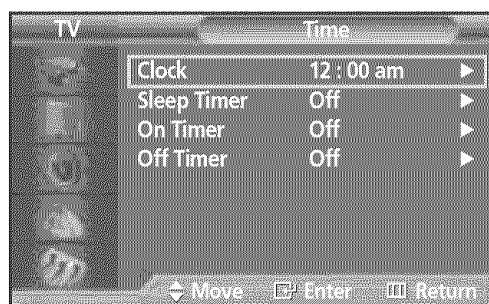 TV Time
Clock 12 : 00 am
Sleep Timer Off
On Timer Off
Off Timer Off
Move Enter Return